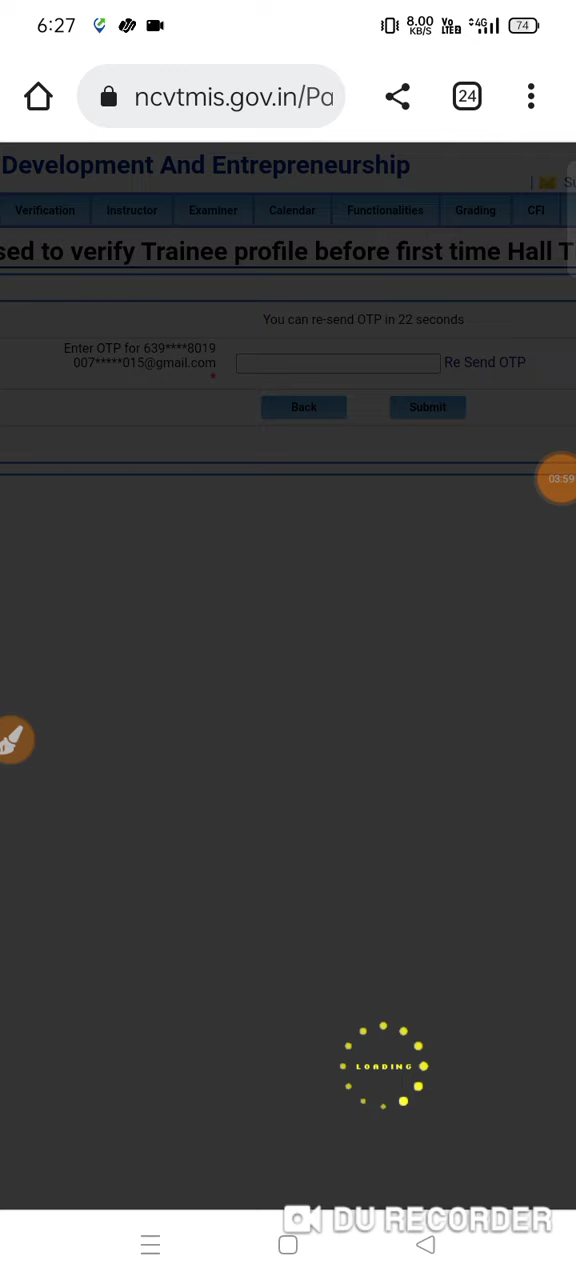 6:27 8.00 KB/S Vo LTE2 4G 74
ncvtmis.gov.in/Pa 24
Development And Entrepreneurship
Verification Instructor Examiner Calendar Functionalities Grading CFI
sed to verify Trainee profile before first time Hall T
You can re-send OTP in 22 seconds
Enter OTP for 639****8019
007*****015@gmail.com Re Send OTP
*
Back Submit
03:59
LOADING
DU RECORDER